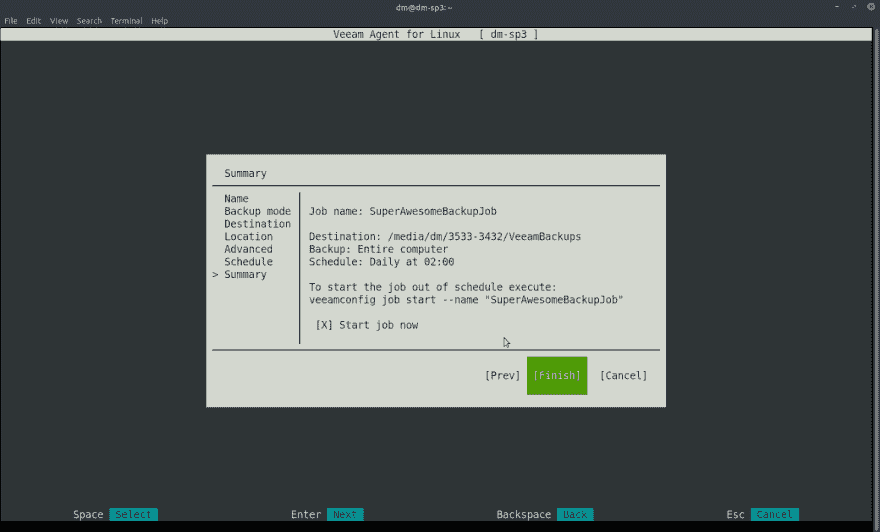 dm@dm-sp3:~
File Edit View Search Terminal Help
Veeam Agent for Linux [ dm-sp3 ]
Summary
Name
Backup mode
Destination
Location
Advanced
Schedule
> Summary
Job name: SuperAwesomeBackupJob
Destination: /media/dm/3533-3432/VeeamBackups
Backup: Entire computer
Schedule: Daily at 02:00
To start the job out of schedule execute:
veeamconfig job start --name "SuperAwesomeBackupJob"
[X] Start job now
[Prev] [Finish] [Cancel]
Space Select Enter Next Backspace Back Esc Cancel